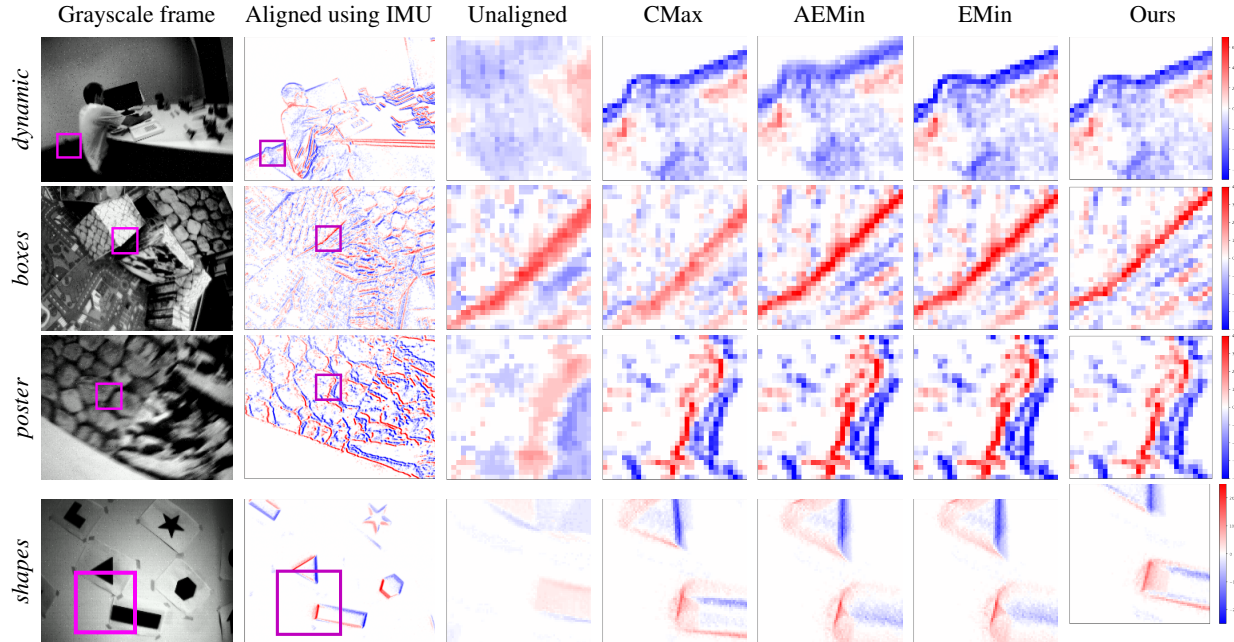 Grayscale frame Aligned using IMU Unaligned CMax AEMin EMin Ours
dynamic
boxes
poster
shapes